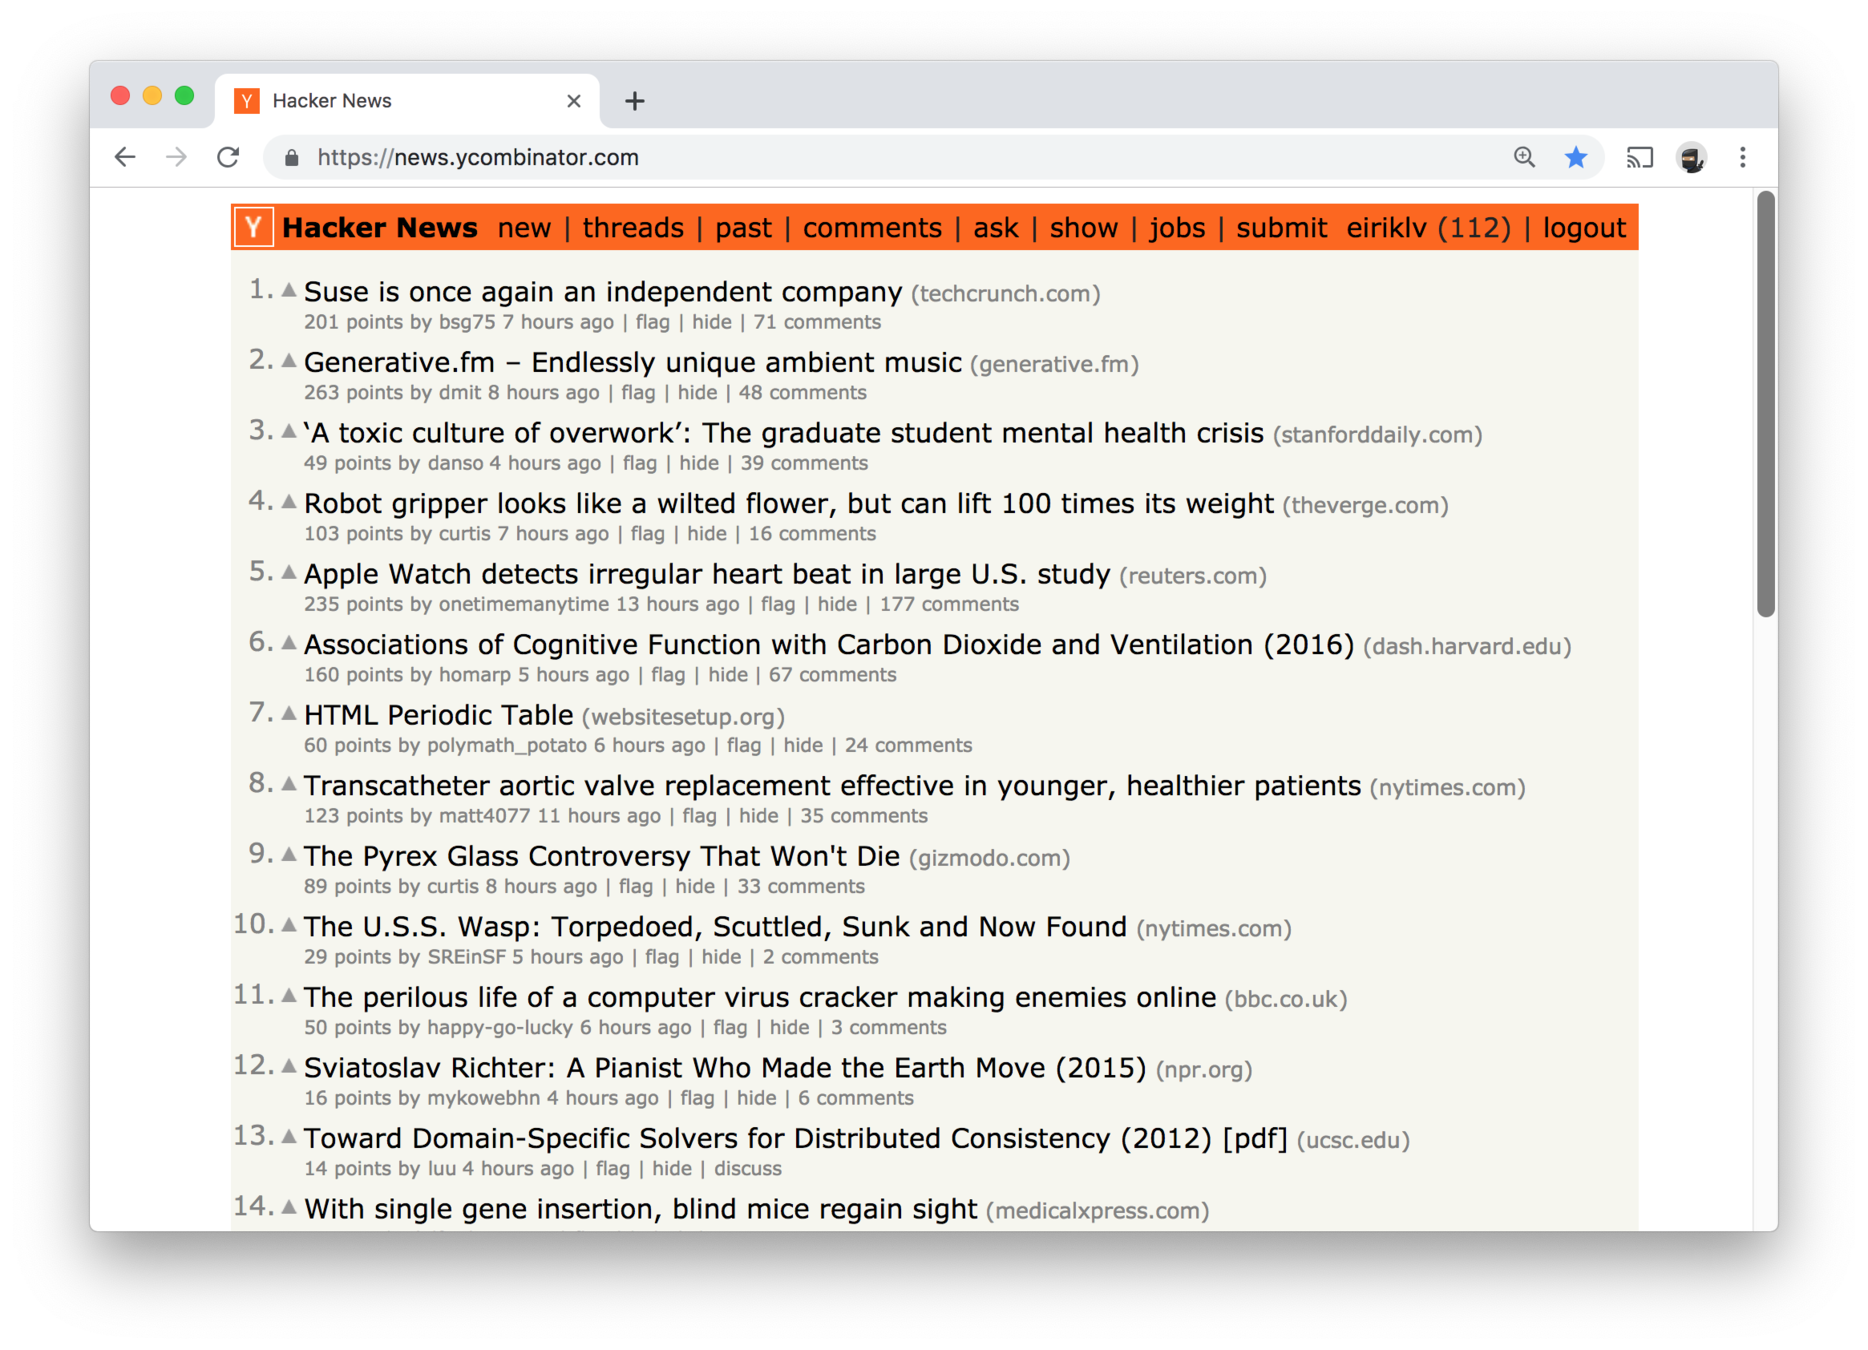 Y Hacker News
https://news.ycombinator.com
Y Hacker News new | threads | past | comments | ask | show | jobs | submit eiriklv (112) | logout
1. Suse is once again an independent company (techcrunch.com)
201 points by bsg75 7 hours ago | flag | hide | 71 comments
2. Generative.fm – Endlessly unique ambient music (generative.fm)
263 points by dmit 8 hours ago | flag | hide | 48 comments
3. ‘A toxic culture of overwork’: The graduate student mental health crisis (stanforddaily.com)
49 points by danso 4 hours ago | flag | hide | 39 comments
4. Robot gripper looks like a wilted flower, but can lift 100 times its weight (theverge.com)
103 points by curtis 7 hours ago | flag | hide | 16 comments
5. Apple Watch detects irregular heart beat in large U.S. study (reuters.com)
235 points by onetimemanytime 13 hours ago | flag | hide | 177 comments
6. Associations of Cognitive Function with Carbon Dioxide and Ventilation (2016) (dash.harvard.edu)
160 points by homarp 5 hours ago | flag | hide | 67 comments
7. HTML Periodic Table (websitesetup.org)
60 points by polymath_potato 6 hours ago | flag | hide | 24 comments
8. Transcatheter aortic valve replacement effective in younger, healthier patients (nytimes.com)
123 points by matt4077 11 hours ago | flag | hide | 35 comments
9. The Pyrex Glass Controversy That Won't Die (gizmodo.com)
89 points by curtis 8 hours ago | flag | hide | 33 comments
10. The U.S.S. Wasp: Torpedoed, Scuttled, Sunk and Now Found (nytimes.com)
29 points by SREinSF 5 hours ago | flag | hide | 2 comments
11. The perilous life of a computer virus cracker making enemies online (bbc.co.uk)
50 points by happy-go-lucky 6 hours ago | flag | hide | 3 comments
12. Sviatoslav Richter: A Pianist Who Made the Earth Move (2015) (npr.org)
16 points by mykowebhn 4 hours ago | flag | hide | 6 comments
13. Toward Domain-Specific Solvers for Distributed Consistency (2012) [pdf] (ucsc.edu)
14 points by luu 4 hours ago | flag | hide | discuss
14. With single gene insertion, blind mice regain sight (medicalxpress.com)